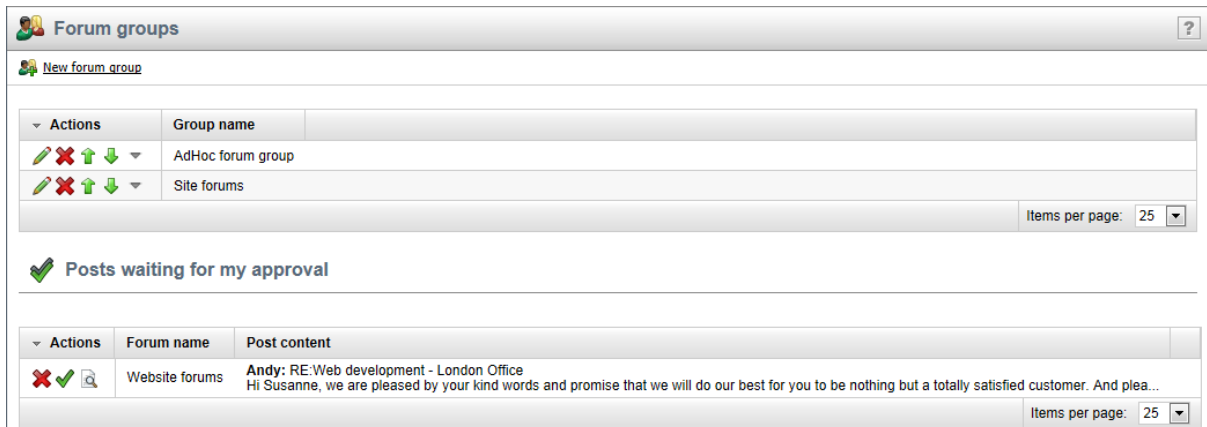 Forum groups
?
New forum group
Actions Group name
AdHoc forum group
Site forums
Items per page: 25
Posts waiting for my approval
Actions Forum name Post content
Website forums Andy: RE:Web development - London Office
Hi Susanne, we are pleased by your kind words and promise that we will do our best for you to be nothing but a totally satisfied customer. And plea...
Items per page: 25